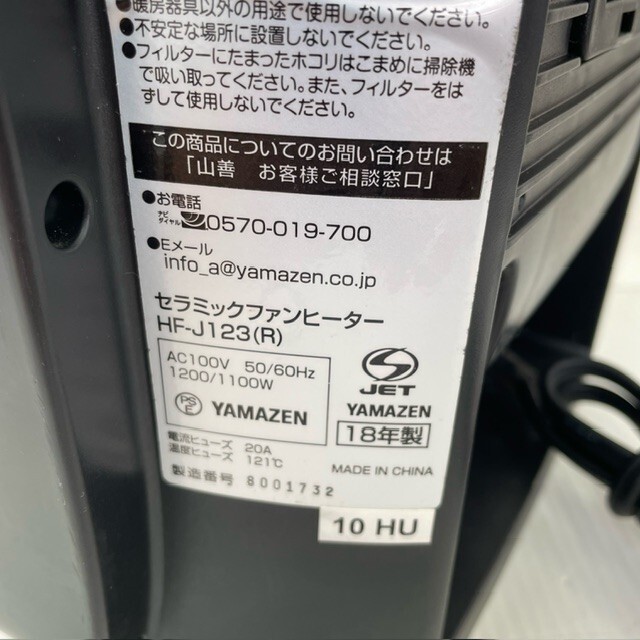 ●暖房器具以外の用途で使用しないでください。
●不安定な場所に設置しないでください。
●フィルターにたまったホコリはこまめに掃除機
で吸い取ってください。また、フィルターをは
ずして使用しないでください。
この商品についてのお問い合わせは
「山善 お客様ご相談窓口」
●お電話
ナビダイヤル 0570-019-700
●Eメール
info_a@yamazen.co.jp
セラミックファンヒーター
HF-J123(R)
AC100V 50/60Hz
1200/1100W
PSE YAMAZEN
S JET
YAMAZEN
18年製
電流ヒューズ 20A
温度ヒューズ 121℃
製造番号 8001732
MADE IN CHINA
10 HU